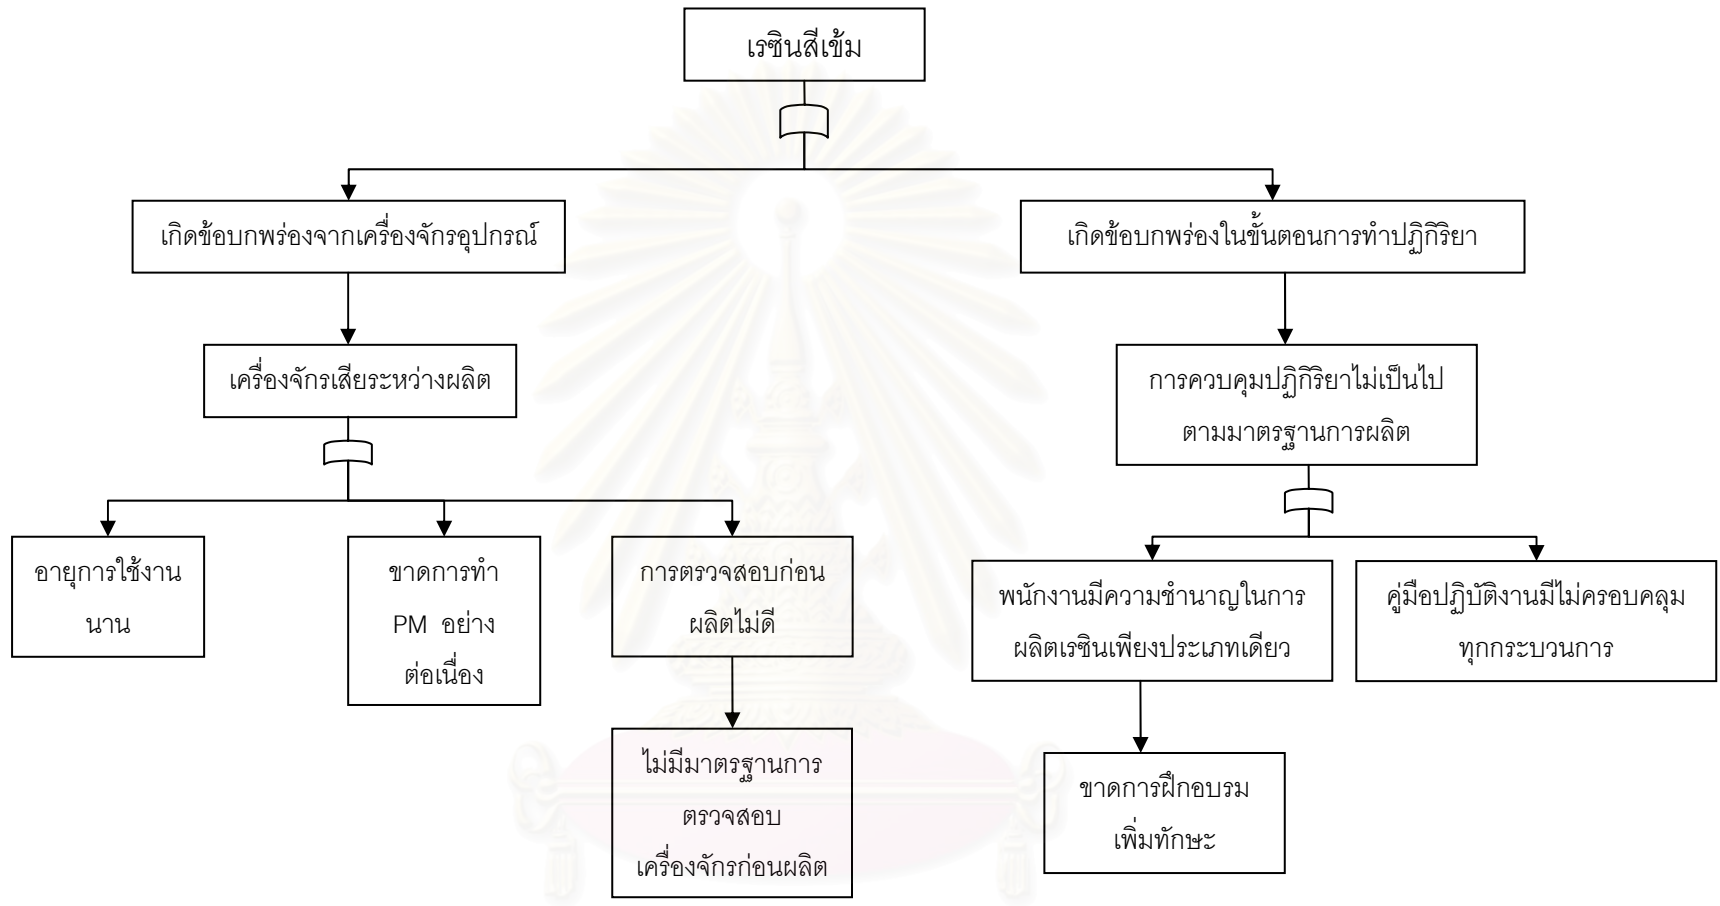 เรซินสีเข้ม
เกิดข้อบกพร่องจากเครื่องจักรอุปกรณ์
เกิดข้อบกพร่องในขั้นตอนการทำปฏิกิริยา
เครื่องจักรเสียระหว่างผลิต
การควบคุมปฏิกิริยาไม่เป็นไป
ตามมาตรฐานการผลิต
อายุการใช้งาน
นาน
ขาดการทำ
PM อย่าง
ต่อเนื่อง
การตรวจสอบก่อน
ผลิตไม่ดี
พนักงานมีความชำนาญในการ
ผลิตเรซินเพียงประเภทเดียว
คู่มือปฏิบัติงานมีไม่ครอบคลุม
ทุกกระบวนการ
ไม่มีมาตรฐานการ
ตรวจสอบ
เครื่องจักรก่อนผลิต
ขาดการฝึกอบรม
เพิ่มทักษะ